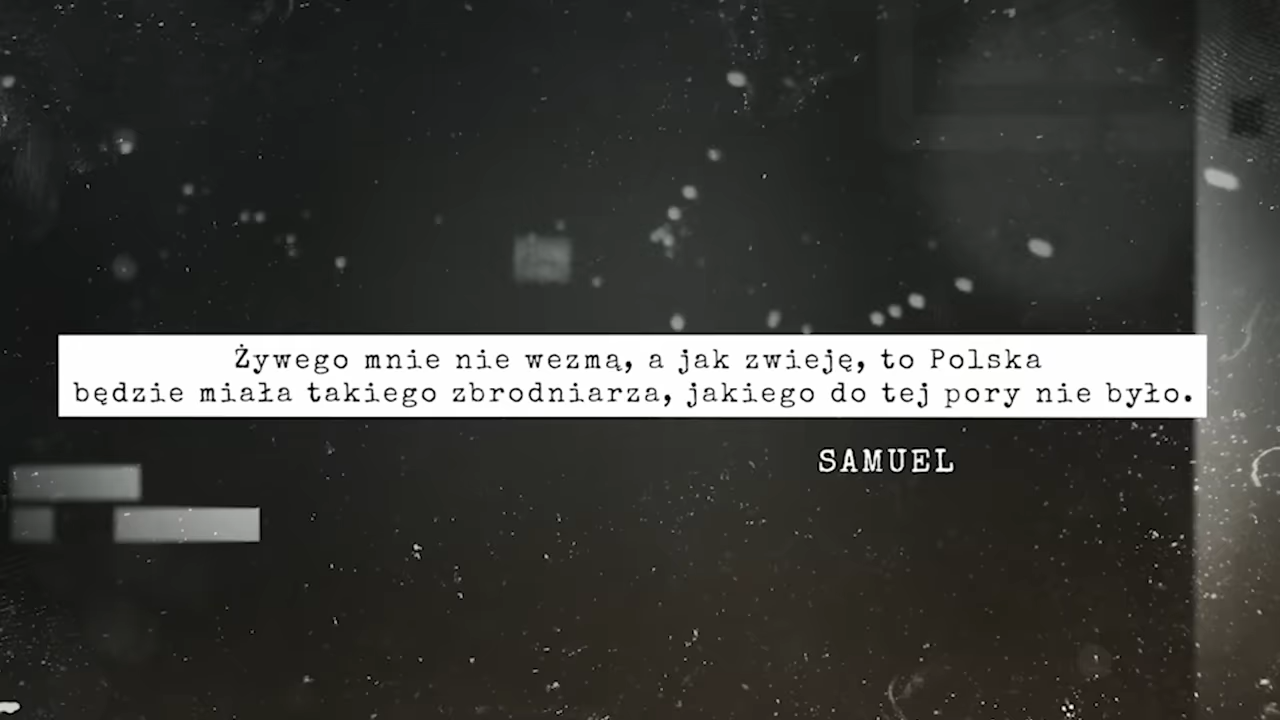 Żywego mnie nie wezmą, a jak zwieję, to Polska
będzie miała takiego zbrodniarza, jakiego do tej pory nie było.
SAMUEL